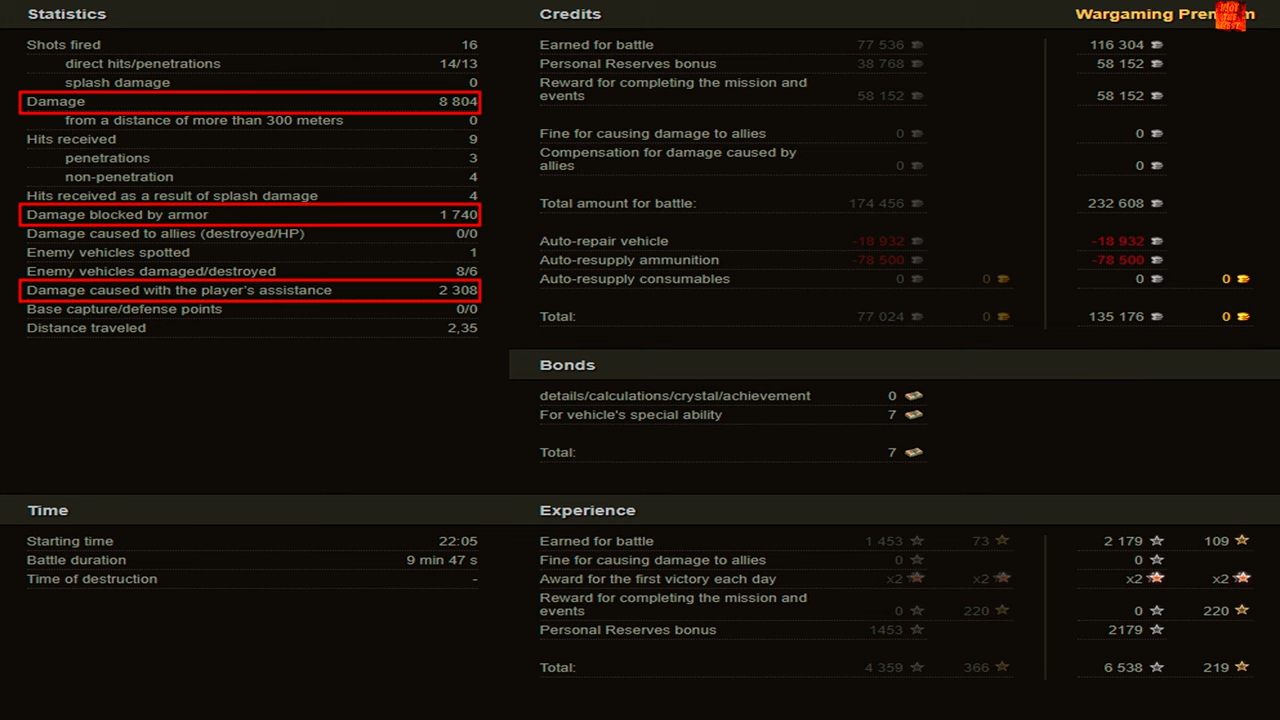 Statistics
Shots fired 16
direct hits/penetrations 14/13
splash damage 0
Damage 8 804
from a distance of more than 300 meters 0
Hits received 9
penetrations 3
non-penetration 4
Hits received as a result of splash damage 4
Damage blocked by armor 1 740
Damage caused to allies (destroyed/HP) 0/0
Enemy vehicles spotted 1
Enemy vehicles damaged/destroyed 8/6
Damage caused with the player's assistance 2 308
Base capture/defense points 0/0
Distance traveled 2,35
Credits Wargaming
Earned for battle 77 536 116 304
Personal Reserves bonus 38 768 58 152
Reward for completing the mission and
events 58 152 58 152
Fine for causing damage to allies 0 0
Compensation for damage caused by
allies 0 0
Total amount for battle: 174 456 232 608
Auto-repair vehicle -18 932 -18 932
Auto-resupply ammunition -78 500 -78 500
Auto-resupply consumables 0 0 0 0
Total: 77 024 0 135 176 0
Bonds
details/calculations/crystal/achievement 0
For vehicle's special ability 7
Total: 7
Time
Starting time 22:05
Battle duration 9 min 47 s
Time of destruction -
Experience
Earned for battle 1 453 73 2 179 109
Fine for causing damage to allies 0 0
Award for the first victory each day x2 x2 x2 x2
Reward for completing the mission and
events 0 220 0 220
Personal Reserves bonus 1453 2179
Total: 4 359 366 6 538 219